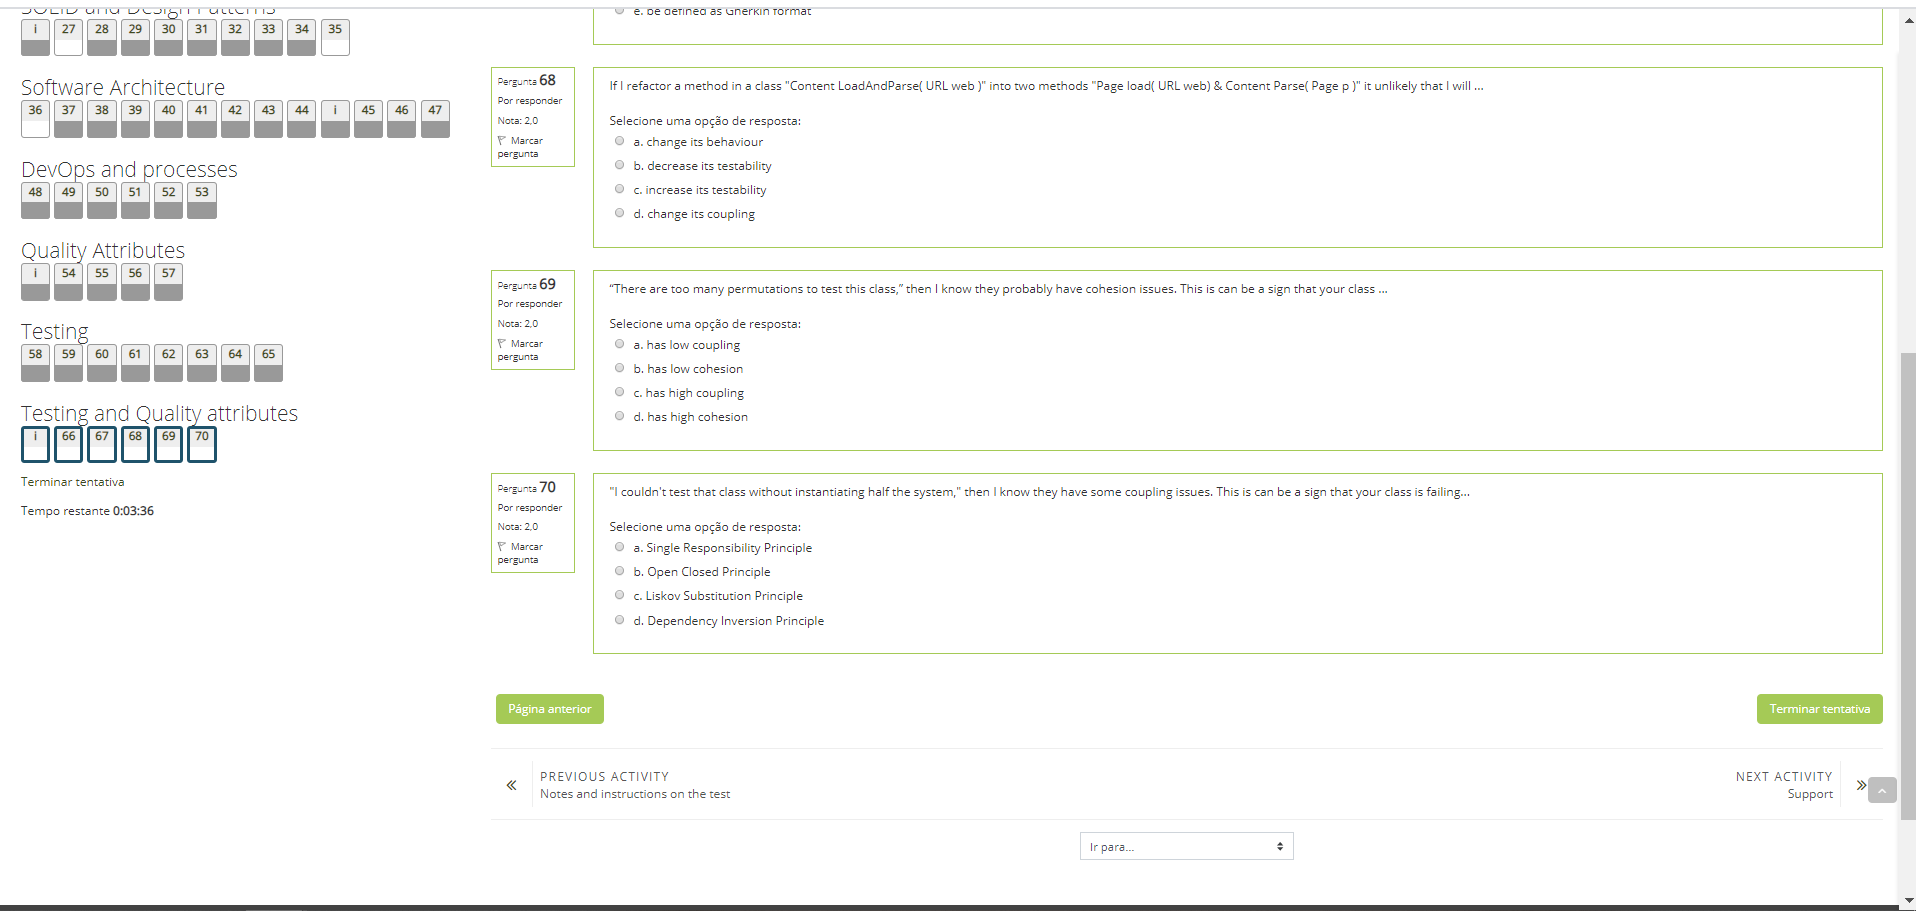 SOLID and Design Patterns
i 27 28 29 30 31 32 33 34 35
Software Architecture
36 37 38 39 40 41 42 43 44 i 45 46 47
DevOps and processes
48 49 50 51 52 53
Quality Attributes
i 54 55 56 57
Testing
58 59 60 61 62 63 64 65
Testing and Quality attributes
i 66 67 68 69 70
Terminar tentativa
Tempo restante 0:03:36
e. be defined as Gherkin format
Pergunta 68
Por responder
Nota: 2,0
Marcar
pergunta
If I refactor a method in a class "Content LoadAndParse( URL web )" into two methods "Page load( URL web) & Content Parse( Page p )" it unlikely that I will ...
Selecione uma opção de resposta:
a. change its behaviour
b. decrease its testability
c. increase its testability
d. change its coupling
Pergunta 69
Por responder
Nota: 2,0
Marcar
pergunta
“There are too many permutations to test this class,” then I know they probably have cohesion issues. This is can be a sign that your class ...
Selecione uma opção de resposta:
a. has low coupling
b. has low cohesion
c. has high coupling
d. has high cohesion
Pergunta 70
Por responder
Nota: 2,0
Marcar
pergunta
"I couldn't test that class without instantiating half the system," then I know they have some coupling issues. This is can be a sign that your class is failing...
Selecione uma opção de resposta:
a. Single Responsibility Principle
b. Open Closed Principle
c. Liskov Substitution Principle
d. Dependency Inversion Principle
Página anterior
Terminar tentativa
PREVIOUS ACTIVITY
Notes and instructions on the test
NEXT ACTIVITY
Support
Ir para...